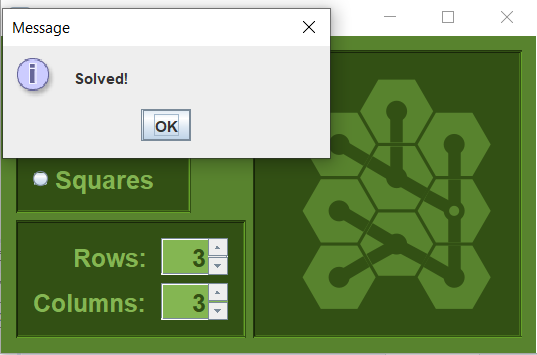 Message
Solved!
OK
Squares
Rows: 3
Columns: 3